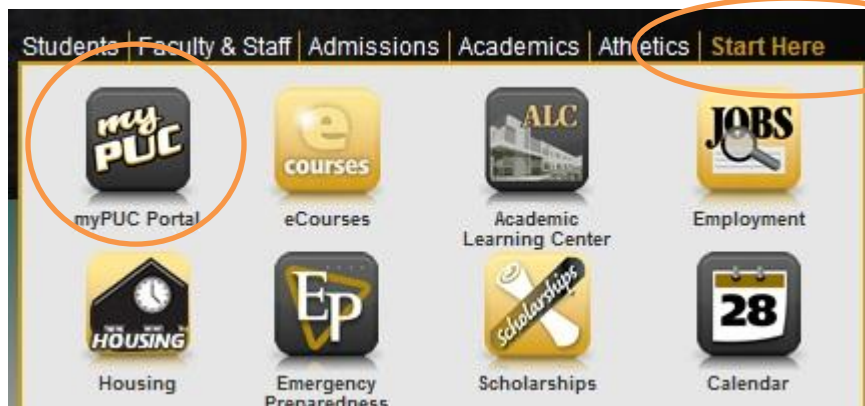 Students | Faculty & Staff | Admissions | Academics | Athletics | Start Here
my
PUC
e
courses
ALC
JOBS
myPUC Portal
eCourses
Academic
Learning Center
Employment
HOUSING
EP
Scholarships
28
Housing
Emergency
Preparedness
Scholarships
Calendar